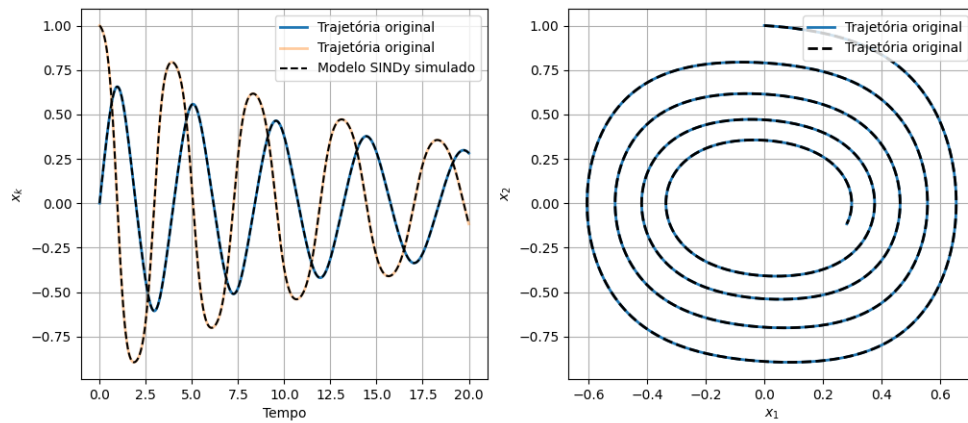 Trajetória original
Trajetória original
Modelo SINDy simulado
1.00
0.75
0.50
0.25
0.00
−0.25
−0.50
−0.75
x_k
0.0 2.5 5.0 7.5 10.0 12.5 15.0 17.5 20.0
Tempo
Trajetória original
Trajetória original
1.00
0.75
0.50
0.25
0.00
−0.25
−0.50
−0.75
x_2
−0.6 −0.4 −0.2 0.0 0.2 0.4 0.6
x_1